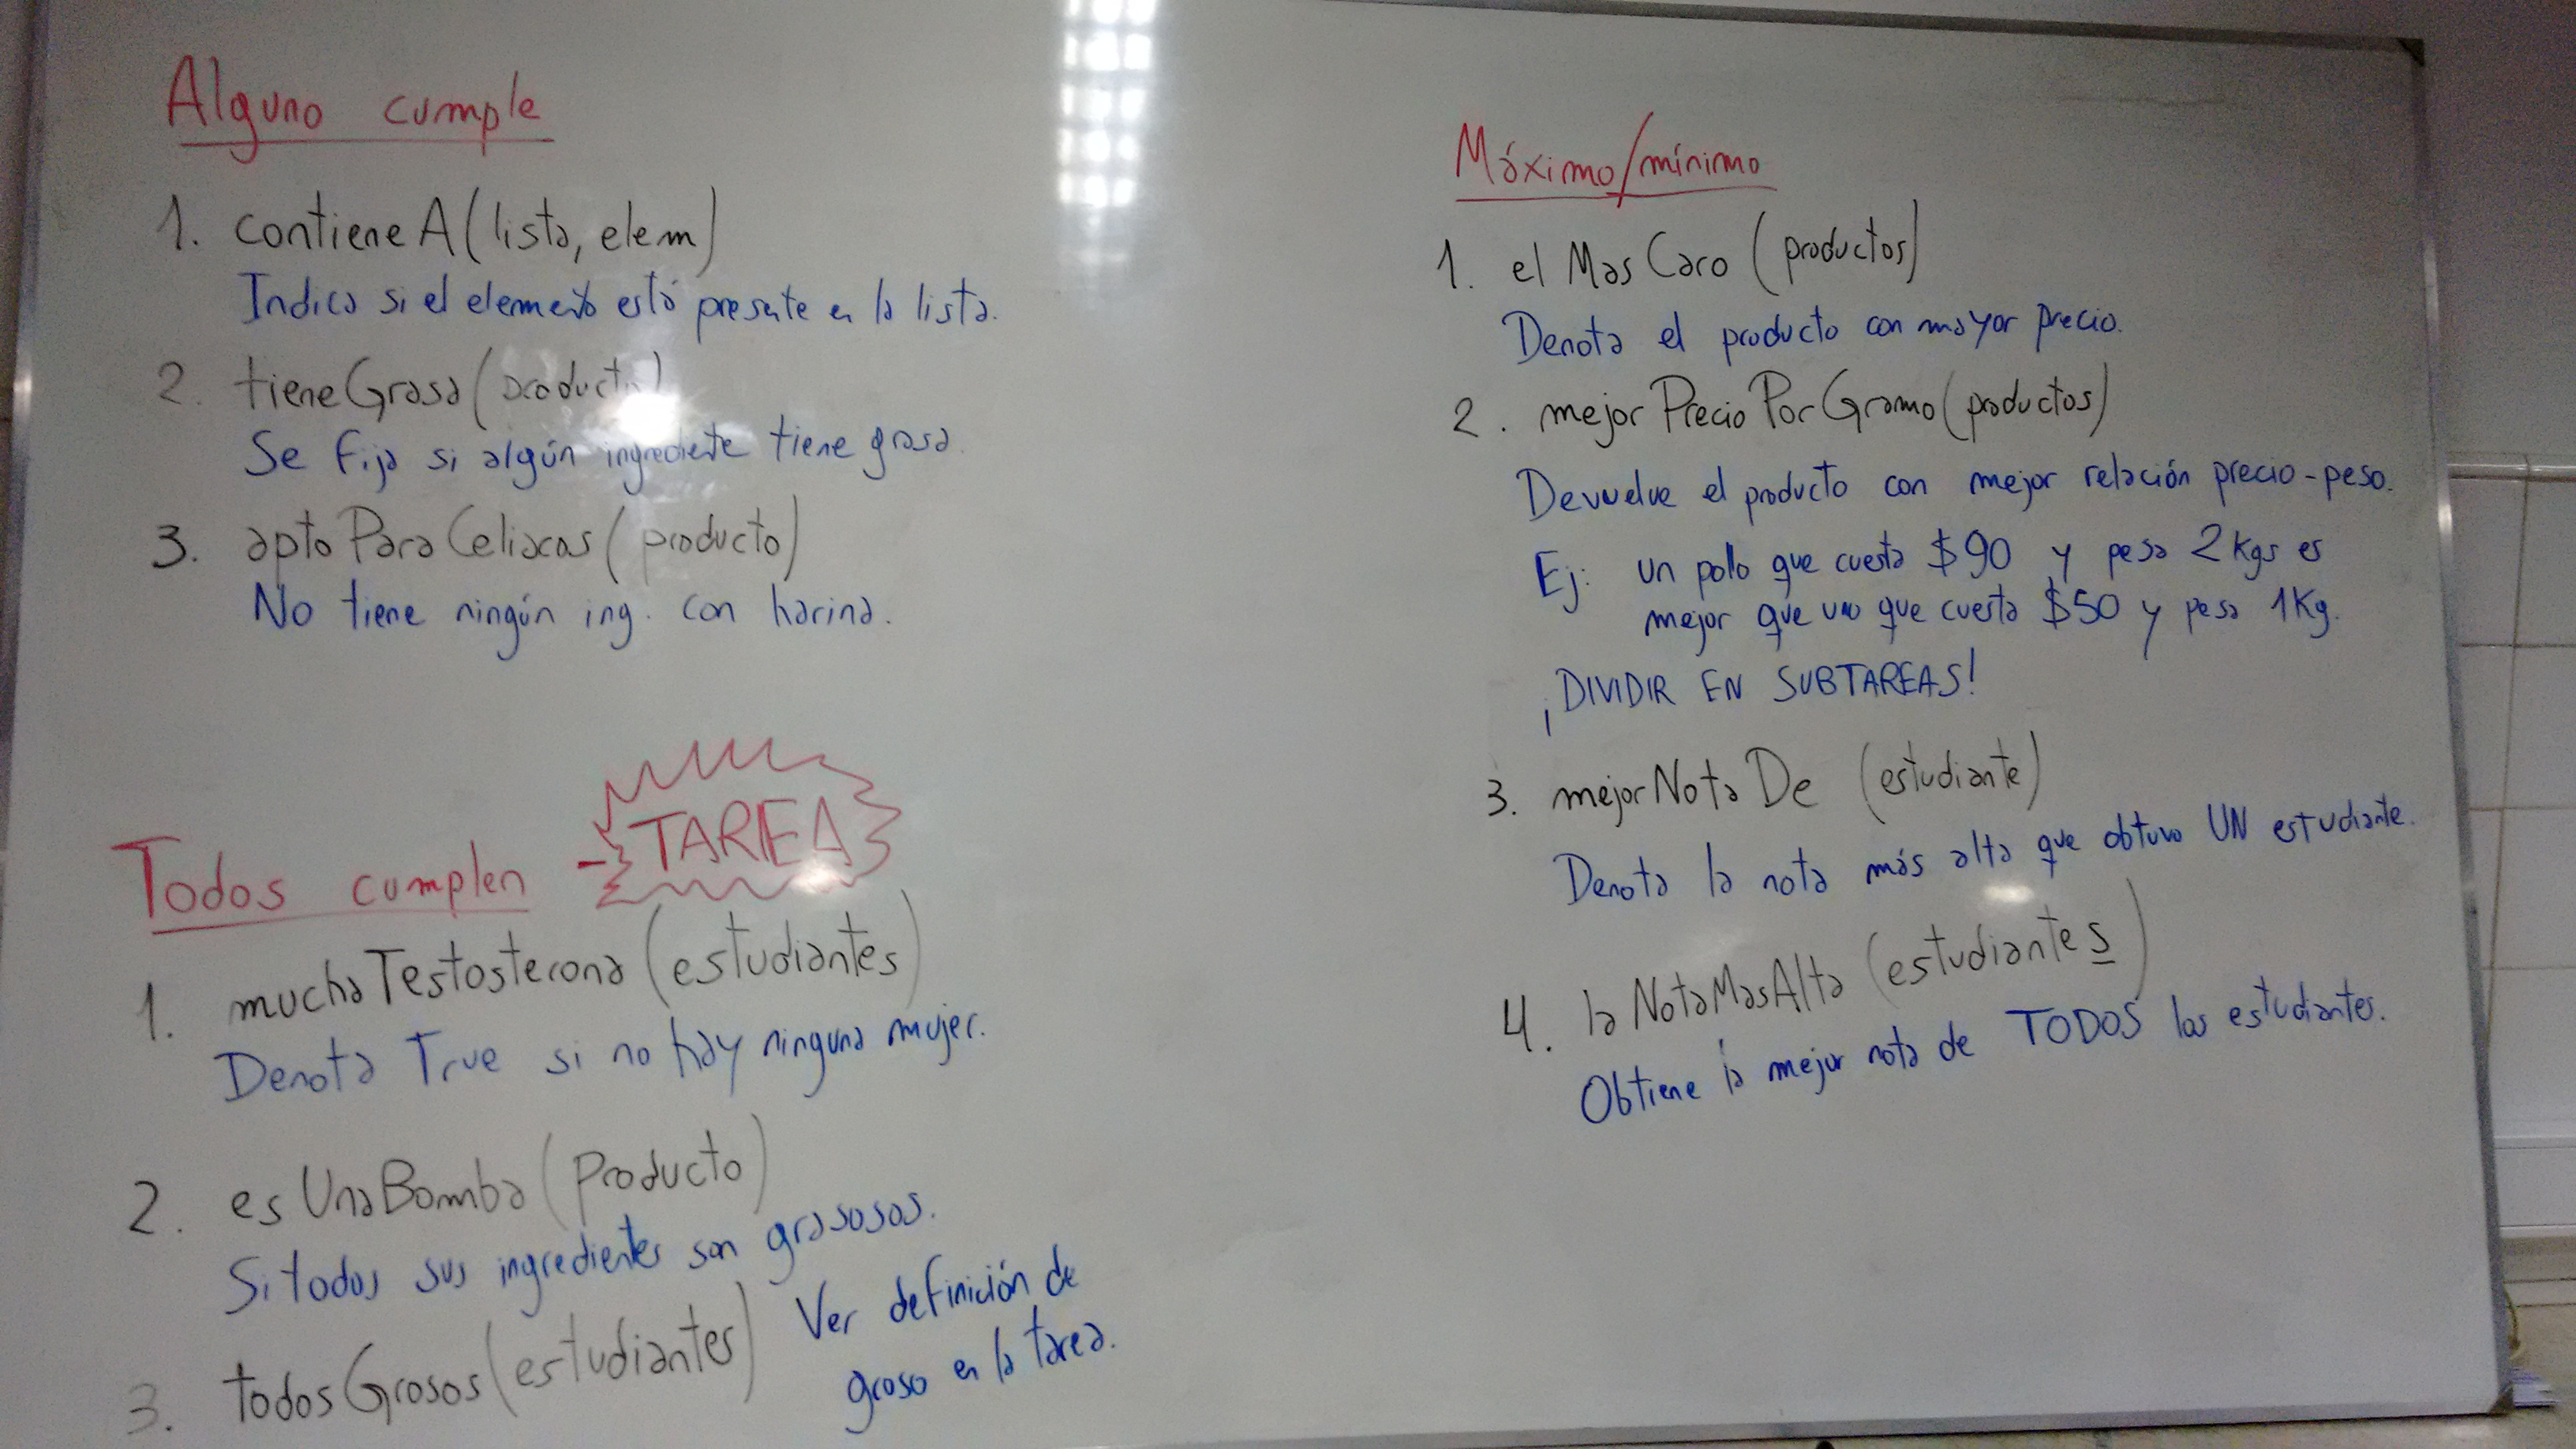 Alguno cumple
1. contieneA(lista, elem)
Indica si el elemento está presente en la lista.
2. tieneGrasa(producto)
Se fija si algún ingrediente tiene grasa.
3. aptoParaCeliacos(producto)
No tiene ningún ing. con harina.
Todos cumplen - TAREA
1. muchaTestosterona(estudiantes)
Denota True si no hay ninguna mujer.
2. esUnaBomba(producto)
Si todos sus ingredientes son grasosos.
3. todosGrosos(estudiantes) Ver definición de
groso en la tarea.
Máximo/mínimo
1. elMasCaro(productos)
Denota el producto con mayor precio.
2. mejorPrecioPorGramo(productos)
Devuelve el producto con mejor relación precio-peso.
Ej: un pollo que cuesta $90 y pesa 2kgs es
mejor que uno que cuesta $50 y pesa 1Kg.
¡DIVIDIR EN SUBTAREAS!
3. mejorNotaDe (estudiante)
Denota la nota más alta que obtuvo UN estudiante.
4. laNotaMasAlta (estudiantes)
Obtiene la mejor nota de TODOS los estudiantes.